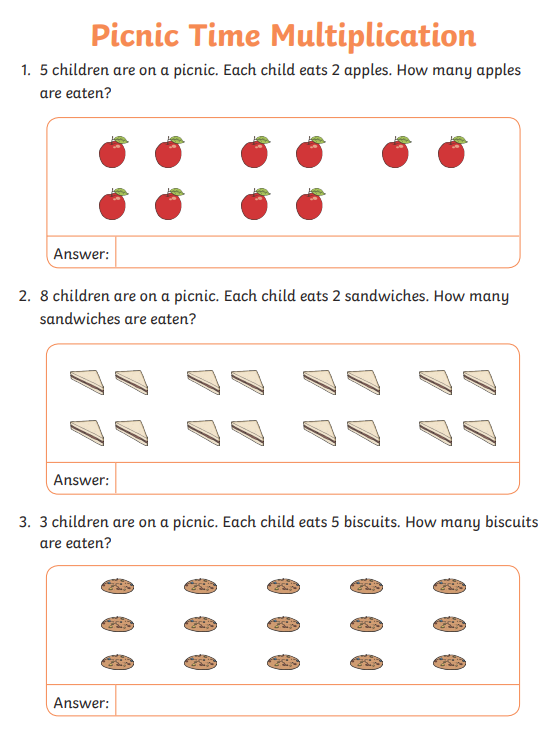 Picnic Time Multiplication
1. 5 children are on a picnic. Each child eats 2 apples. How many apples
are eaten?
Answer:
2. 8 children are on a picnic. Each child eats 2 sandwiches. How many
sandwiches are eaten?
Answer:
3. 3 children are on a picnic. Each child eats 5 biscuits. How many biscuits
are eaten?
Answer: